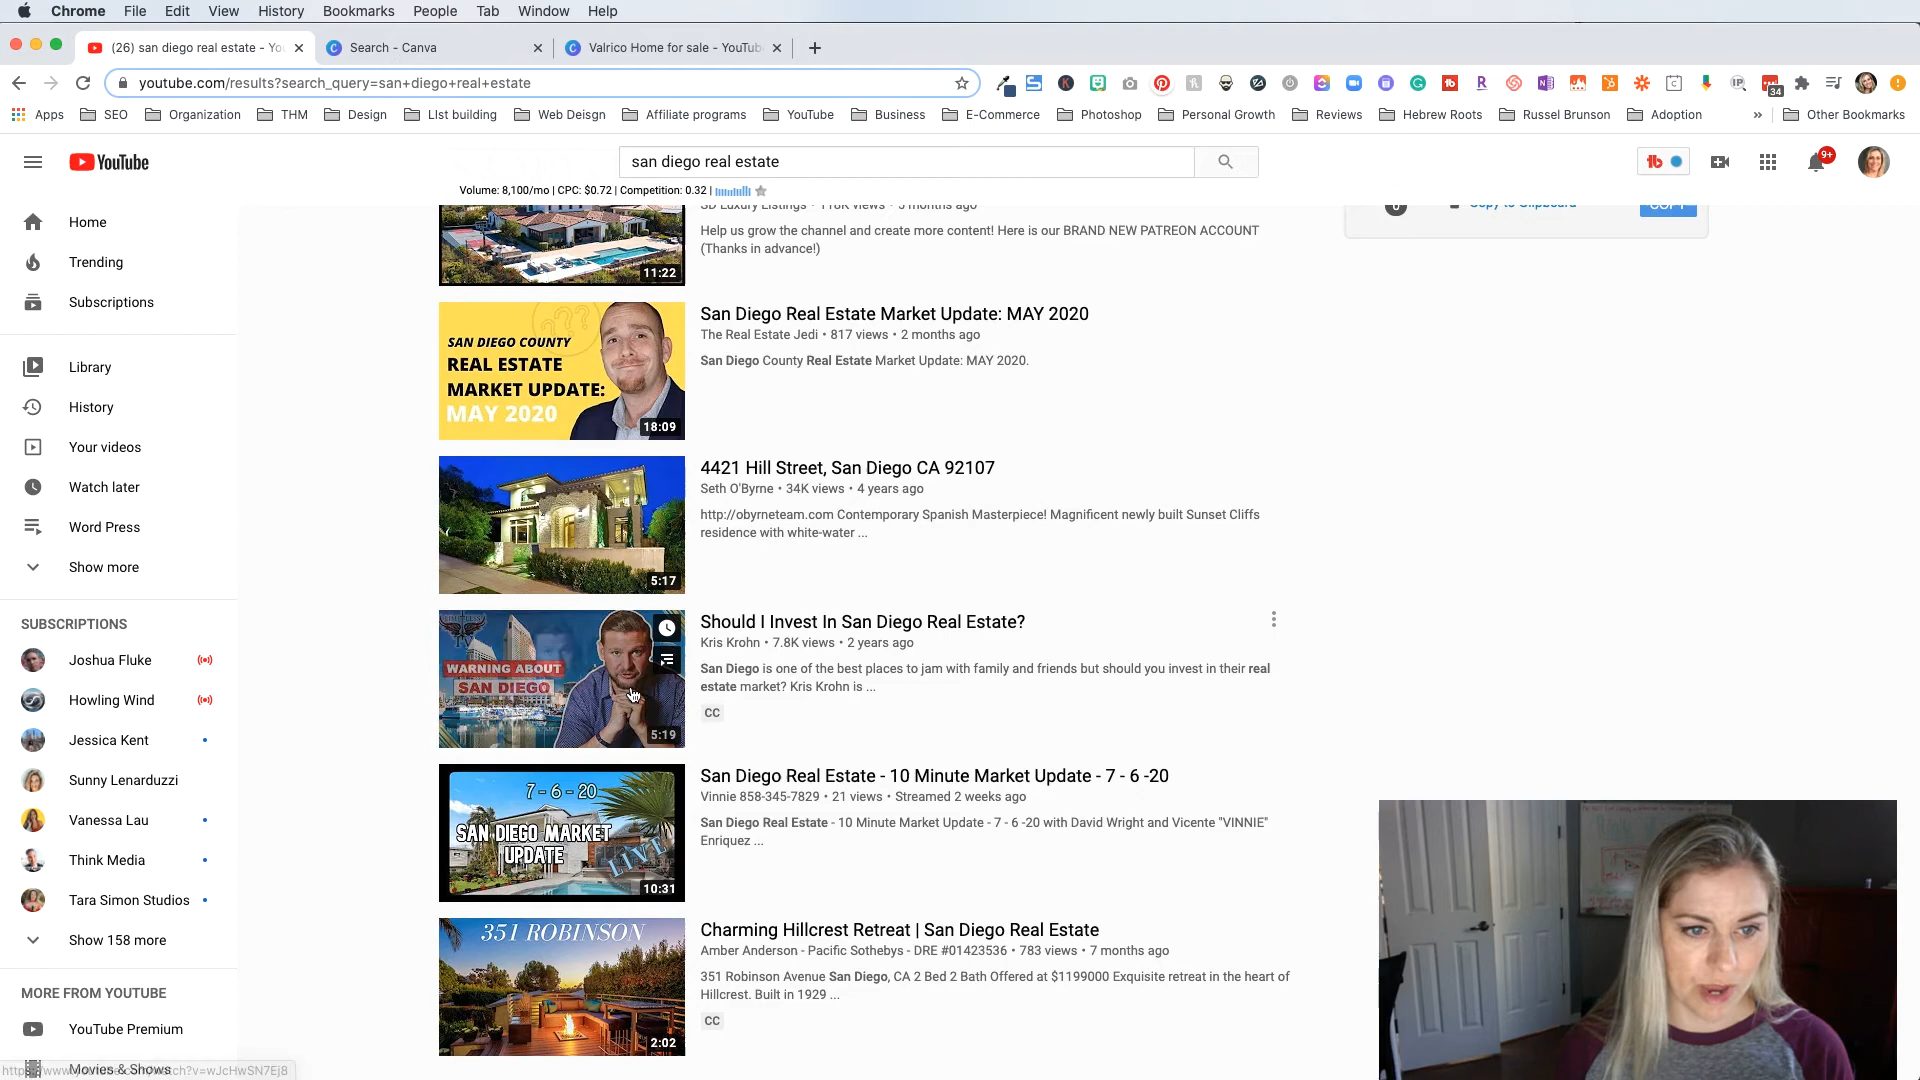 Chrome File Edit View History Bookmarks People Tab Window Help
(26) san diego real estate - Yo
Search - Canva
Valrico Home for sale - YouTub
youtube.com/results?search_query=san+diego+real+estate
34
Apps SEO Organization THM Design LIst building Web Deisgn Affiliate programs YouTube Business E-Commerce Photoshop Personal Growth Reviews Hebrew Roots Russel Brunson Adoption » Other Bookmarks
YouTube
san diego real estate
9+
Volume: 8,100/mo | CPC: $0.72 | Competition: 0.32 |
Home
Trending
Subscriptions
Library
History
Your videos
Watch later
Word Press
Show more
SUBSCRIPTIONS
Joshua Fluke
Howling Wind
Jessica Kent
Sunny Lenarduzzi
Vanessa Lau
Think Media
Tara Simon Studios
Show 158 more
MORE FROM YOUTUBE
YouTube Premium
Movies & Shows
SD Luxury Listings • 118K views • 5 months ago
Help us grow the channel and create more content! Here is our BRAND NEW PATREON ACCOUNT
(Thanks in advance!)
11:22
Copy to Clipboard
COPY
SAN DIEGO COUNTY
REAL ESTATE
MARKET UPDATE:
MAY 2020
18:09
San Diego Real Estate Market Update: MAY 2020
The Real Estate Jedi • 817 views • 2 months ago
San Diego County Real Estate Market Update: MAY 2020.
5:17
4421 Hill Street, San Diego CA 92107
Seth O'Byrne • 34K views • 4 years ago
http://obyrneteam.com Contemporary Spanish Masterpiece! Magnificent newly built Sunset Cliffs
residence with white-water ...
WARNING ABOUT
SAN DIEGO
5:19
Should I Invest In San Diego Real Estate?
Kris Krohn • 7.8K views • 2 years ago
San Diego is one of the best places to jam with family and friends but should you invest in their real
estate market? Kris Krohn is ...
CC
7 - 6 - 20
SAN DIEGO MARKET
UPDATE
LIVE
10:31
San Diego Real Estate - 10 Minute Market Update - 7 - 6 -20
Vinnie 858-345-7829 • 21 views • Streamed 2 weeks ago
San Diego Real Estate - 10 Minute Market Update - 7 - 6 -20 with David Wright and Vicente "VINNIE"
Enriquez ...
351 ROBINSON
2:02
Charming Hillcrest Retreat | San Diego Real Estate
Amber Anderson - Pacific Sothebys - DRE #01423536 • 783 views • 7 months ago
351 Robinson Avenue San Diego, CA 2 Bed 2 Bath Offered at $1199000 Exquisite retreat in the heart of
Hillcrest. Built in 1929 ...
CC